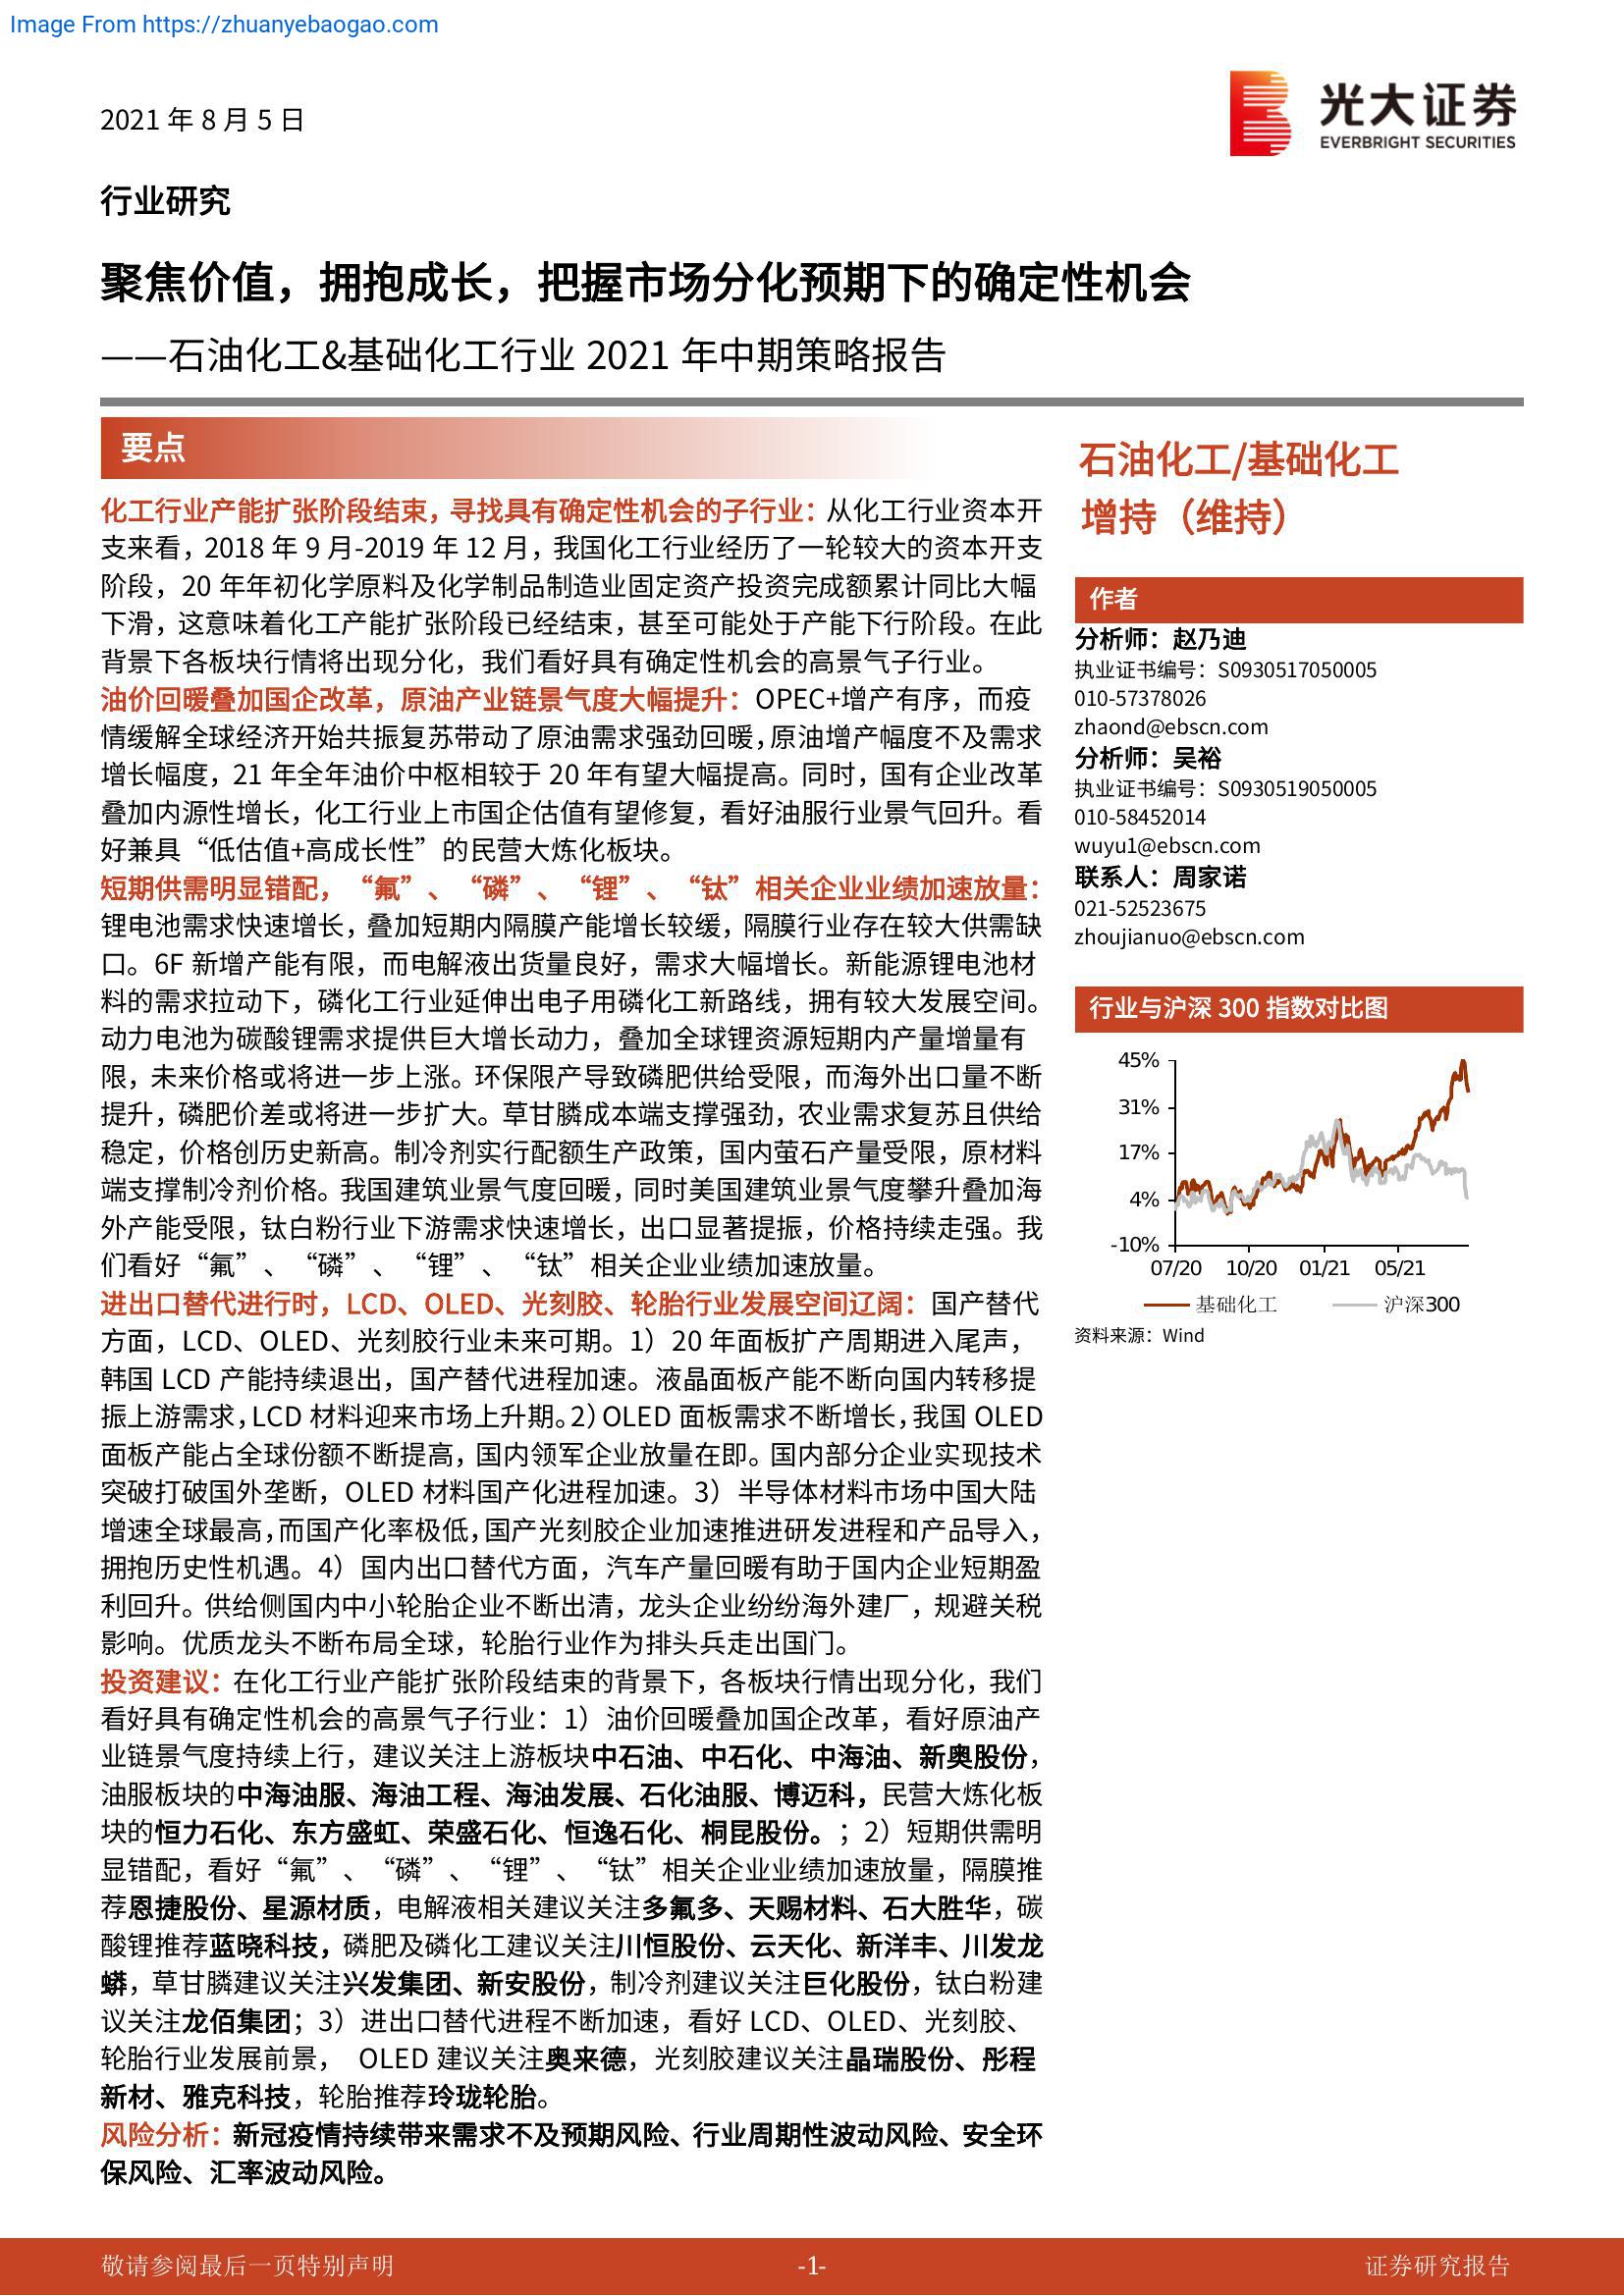 Image From https://zhuanyebaogao.com
2021 年 8 月 5 日
光大证券
EVERBRIGHT SECURITIES
行业研究
聚焦价值，拥抱成长，把握市场分化预期下的确定性机会
——石油化工&基础化工行业 2021 年中期策略报告
要点
化工行业产能扩张阶段结束，寻找具有确定性机会的子行业：从化工行业资本开
支来看，2018 年 9 月-2019 年 12 月，我国化工行业经历了一轮较大的资本开支
阶段，20 年年初化学原料及化学制品制造业固定资产投资完成额累计同比大幅
下滑，这意味着化工产能扩张阶段已经结束，甚至可能处于产能下行阶段。在此
背景下各板块行情将出现分化，我们看好具有确定性机会的高景气子行业。
油价回暖叠加国企改革，原油产业链景气度大幅提升：OPEC+增产有序，而疫
情缓解全球经济开始共振复苏带动了原油需求强劲回暖，原油增产幅度不及需求
增长幅度，21 年全年油价中枢相较于 20 年有望大幅提高。同时，国有企业改革
叠加内源性增长，化工行业上市国企估值有望修复，看好油服行业景气回升。看
好兼具“低估值+高成长性”的民营大炼化板块。
短期供需明显错配，“氟”、“磷”、“锂”、“钛”相关企业业绩加速放量：
锂电池需求快速增长，叠加短期内隔膜产能增长较缓，隔膜行业存在较大供需缺
口。6F 新增产能有限，而电解液出货量良好，需求大幅增长。新能源锂电池材
料的需求拉动下，磷化工行业延伸出电子用磷化工新路线，拥有较大发展空间。
动力电池为碳酸锂需求提供巨大增长动力，叠加全球锂资源短期内产量增量有
限，未来价格或将进一步上涨。环保限产导致磷肥供给受限，而海外出口量不断
提升，磷肥价差或将进一步扩大。草甘膦成本端支撑强劲，农业需求复苏且供给
稳定，价格创历史新高。制冷剂实行配额生产政策，国内萤石产量受限，原材料
端支撑制冷剂价格。我国建筑业景气度回暖，同时美国建筑业景气度攀升叠加海
外产能受限，钛白粉行业下游需求快速增长，出口显著提振，价格持续走强。我
们看好“氟”、“磷”、“锂”、“钛”相关企业业绩加速放量。
进出口替代进行时，LCD、OLED、光刻胶、轮胎行业发展空间辽阔：国产替代
方面，LCD、OLED、光刻胶行业未来可期。1）20 年面板扩产周期进入尾声，
韩国 LCD 产能持续退出，国产替代进程加速。液晶面板产能不断向国内转移提
振上游需求，LCD 材料迎来市场上升期。2）OLED 面板需求不断增长，我国 OLED
面板产能占全球份额不断提高，国内领军企业放量在即。国内部分企业实现技术
突破打破国外垄断，OLED 材料国产化进程加速。3）半导体材料市场中国大陆
增速全球最高，而国产化率极低，国产光刻胶企业加速推进研发进程和产品导入，
拥抱历史性机遇。4）国内出口替代方面，汽车产量回暖有助于国内企业短期盈
利回升。供给侧国内中小轮胎企业不断出清，龙头企业纷纷海外建厂，规避关税
影响。优质龙头不断布局全球，轮胎行业作为排头兵走出国门。
投资建议：在化工行业产能扩张阶段结束的背景下，各板块行情出现分化，我们
看好具有确定性机会的高景气子行业：1）油价回暖叠加国企改革，看好原油产
业链景气度持续上行，建议关注上游板块中石油、中石化、中海油、新奥股份，
油服板块的中海油服、海油工程、海油发展、石化油服、博迈科，民营大炼化板
块的恒力石化、东方盛虹、荣盛石化、恒逸石化、桐昆股份。；2）短期供需明
显错配，看好“氟”、“磷”、“锂”、“钛”相关企业业绩加速放量，隔膜推
荐恩捷股份、星源材质，电解液相关建议关注多氟多、天赐材料、石大胜华，碳
酸锂推荐蓝晓科技，磷肥及磷化工建议关注川恒股份、云天化、新洋丰、川发龙
蟒，草甘膦建议关注兴发集团、新安股份，制冷剂建议关注巨化股份，钛白粉建
议关注龙佰集团；3）进出口替代进程不断加速，看好 LCD、OLED、光刻胶、
轮胎行业发展前景， OLED 建议关注奥来德，光刻胶建议关注晶瑞股份、彤程
新材、雅克科技，轮胎推荐玲珑轮胎。
风险分析：新冠疫情持续带来需求不及预期风险、行业周期性波动风险、安全环
保风险、汇率波动风险。
石油化工/基础化工
增持（维持）
作者
分析师：赵乃迪
执业证书编号：S0930517050005
010-57378026
zhaond@ebscn.com
分析师：吴裕
执业证书编号：S0930519050005
010-58452014
wuyu1@ebscn.com
联系人：周家诺
021-52523675
zhoujianuo@ebscn.com
行业与沪深 300 指数对比图
45%
31%
17%
4%
-10%
07/20 10/20 01/21 05/21
基础化工 沪深300
资料来源：Wind
敬请参阅最后一页特别声明
-1-
证券研究报告